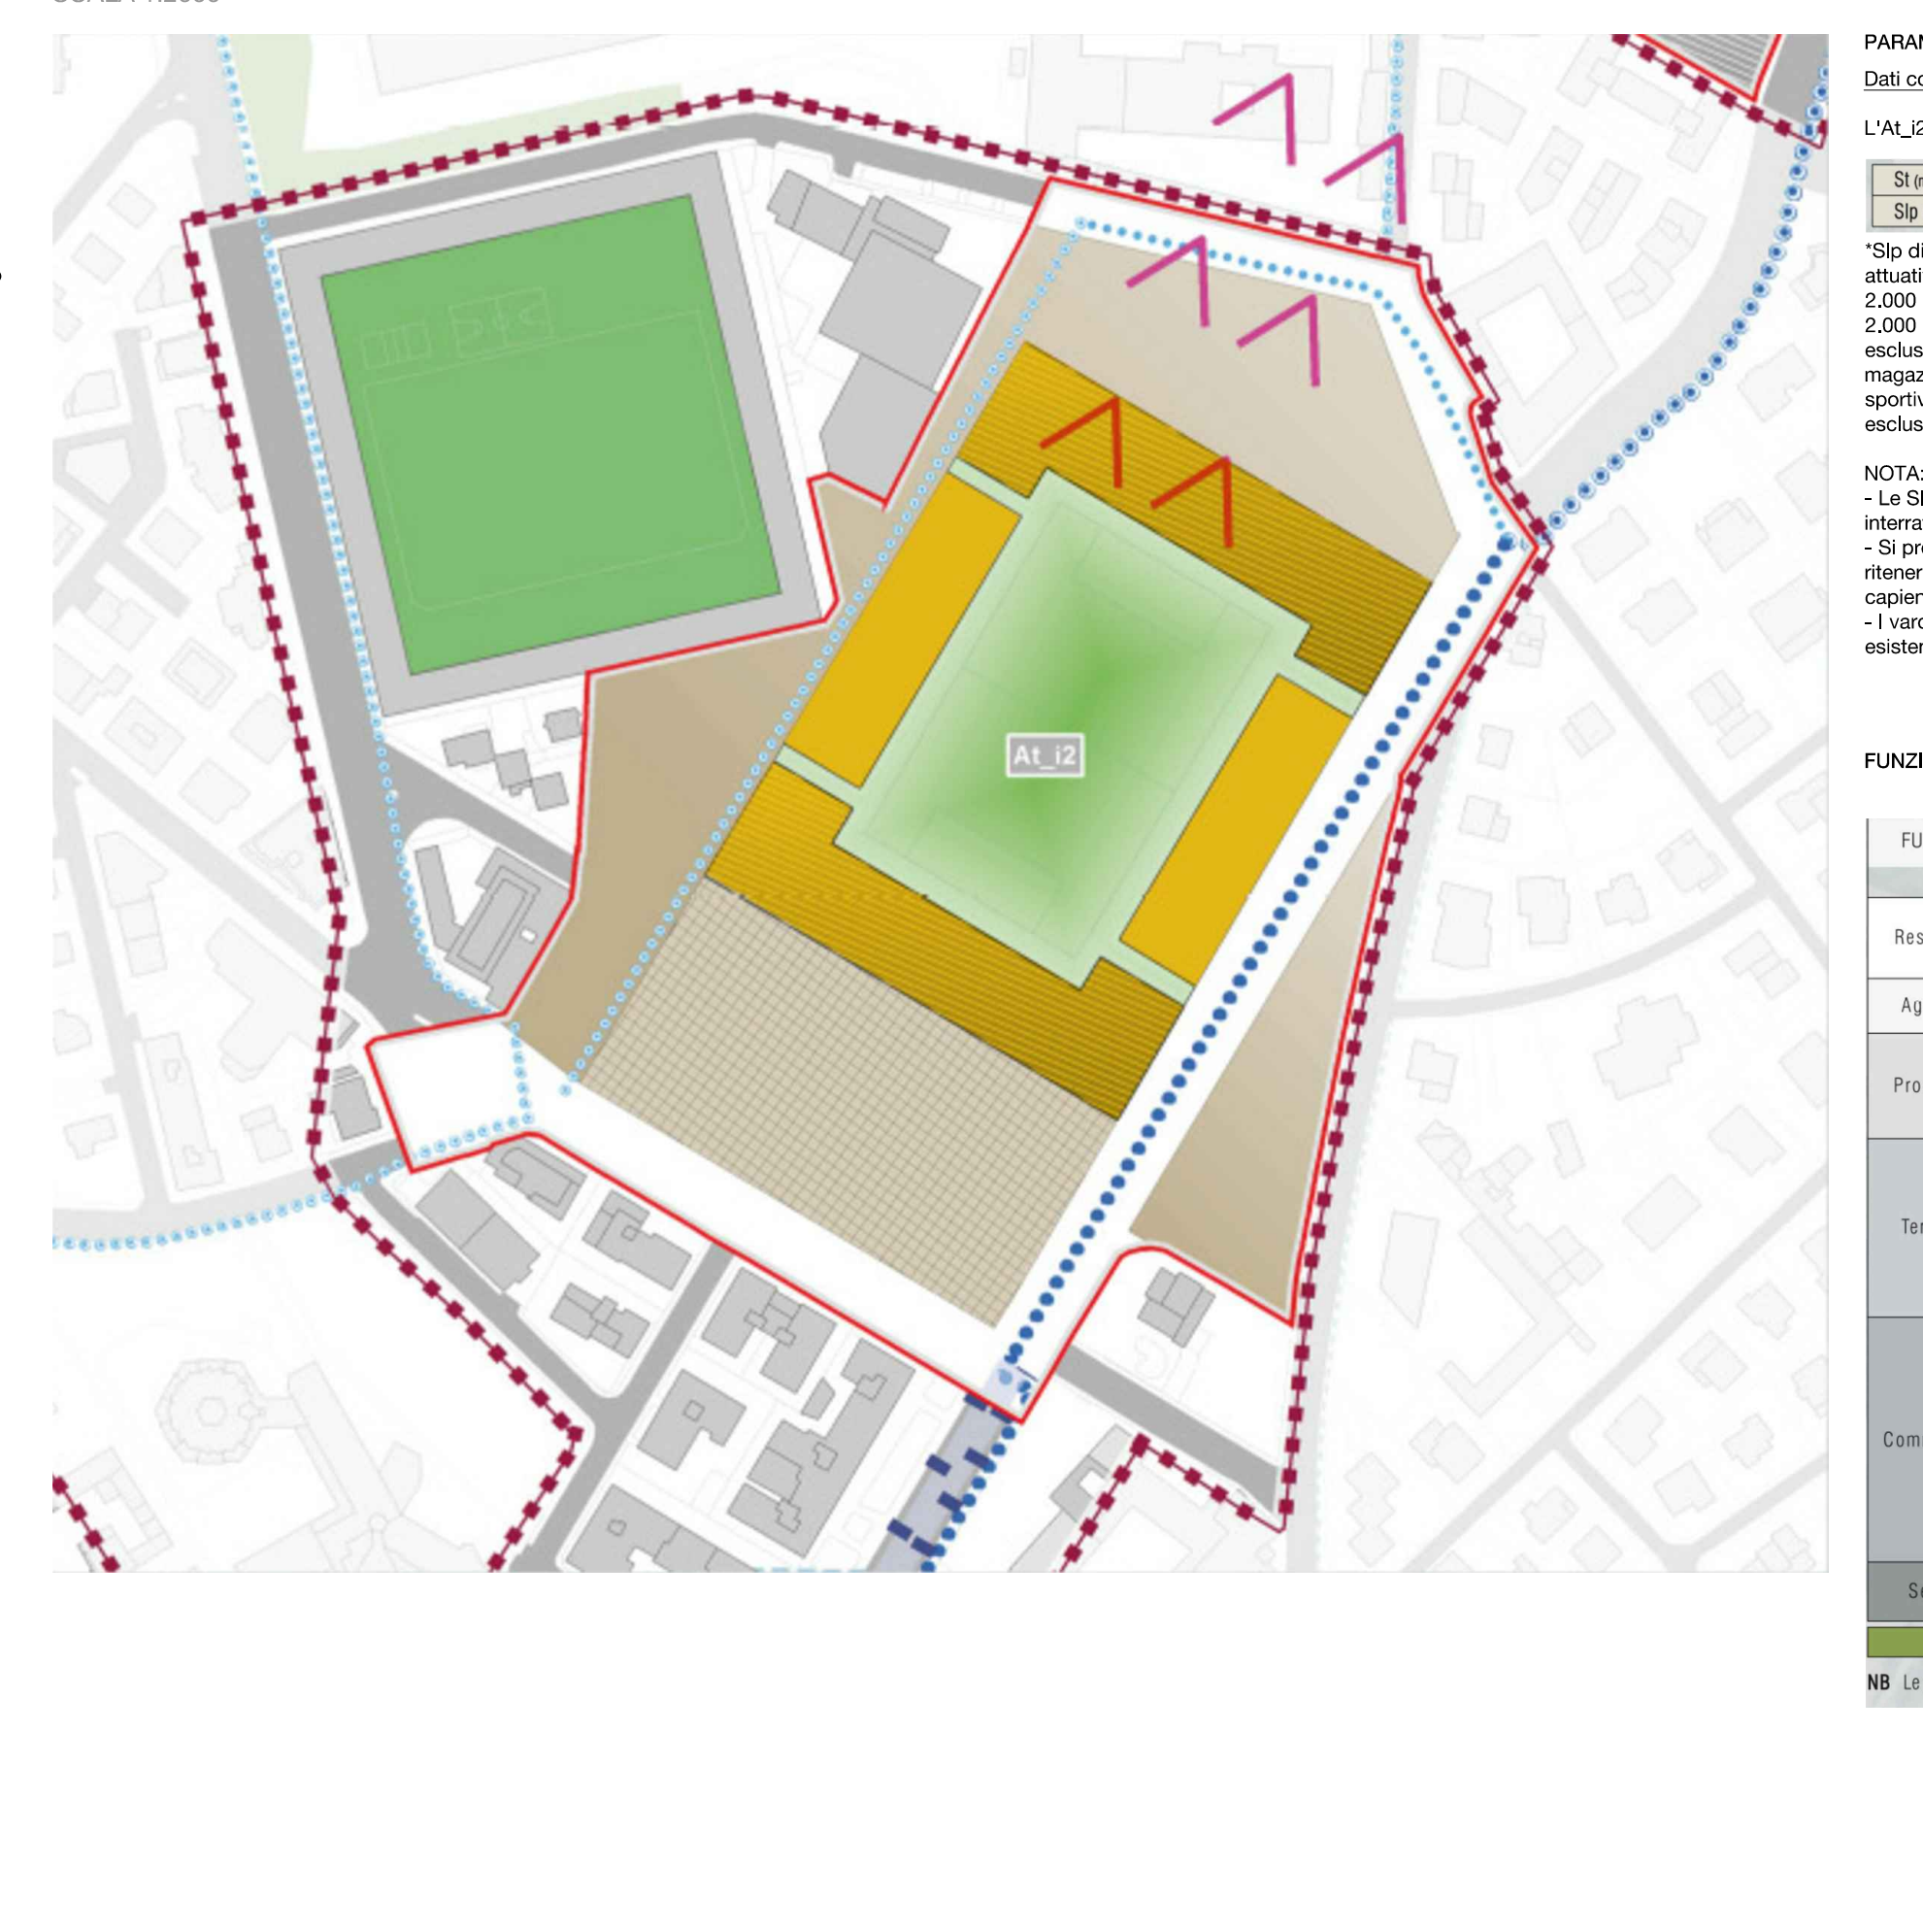 At_i2
PARAM
Dati co
L'At_i2
St
Slp
*Slp di
attuati
2.000
2.000
esclus
magaz
sportiv
esclus
NOTA:
- Le Sl
interra
- Si pr
ritener
capien
- I varc
esisten
FUNZI
FU
Res
Ag
Pro
Ter
Com
Se
NB Le